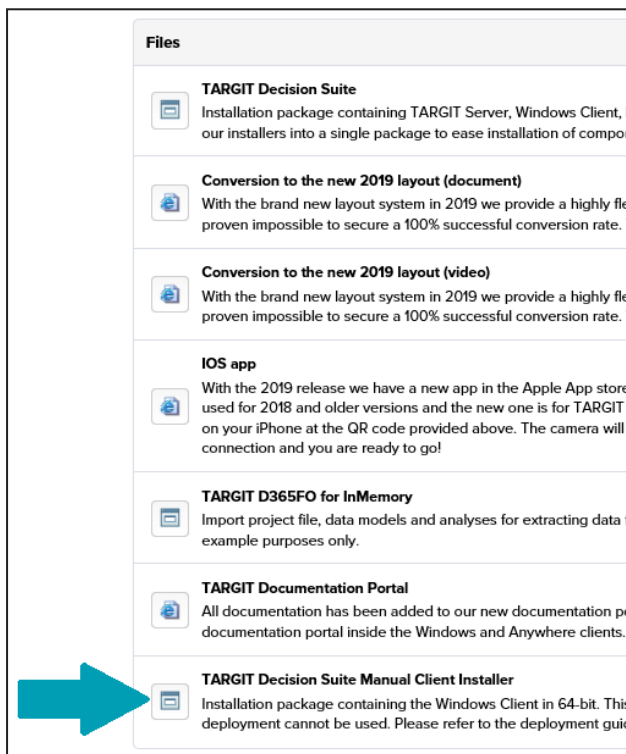 Files
TARGIT Decision Suite
Installation package containing TARGIT Server, Windows Client,
our installers into a single package to ease installation of compo
Conversion to the new 2019 layout (document)
With the brand new layout system in 2019 we provide a highly fle
proven impossible to secure a 100% successful conversion rate.
Conversion to the new 2019 layout (video)
With the brand new layout system in 2019 we provide a highly fle
proven impossible to secure a 100% successful conversion rate.
IOS app
With the 2019 release we have a new app in the Apple App store
used for 2018 and older versions and the new one is for TARGIT
on your iPhone at the QR code provided above. The camera will
connection and you are ready to go!
TARGIT D365FO for InMemory
Import project file, data models and analyses for extracting data
example purposes only.
TARGIT Documentation Portal
All documentation has been added to our new documentation po
documentation portal inside the Windows and Anywhere clients.
TARGIT Decision Suite Manual Client Installer
Installation package containing the Windows Client in 64-bit. This
deployment cannot be used. Please refer to the deployment guid